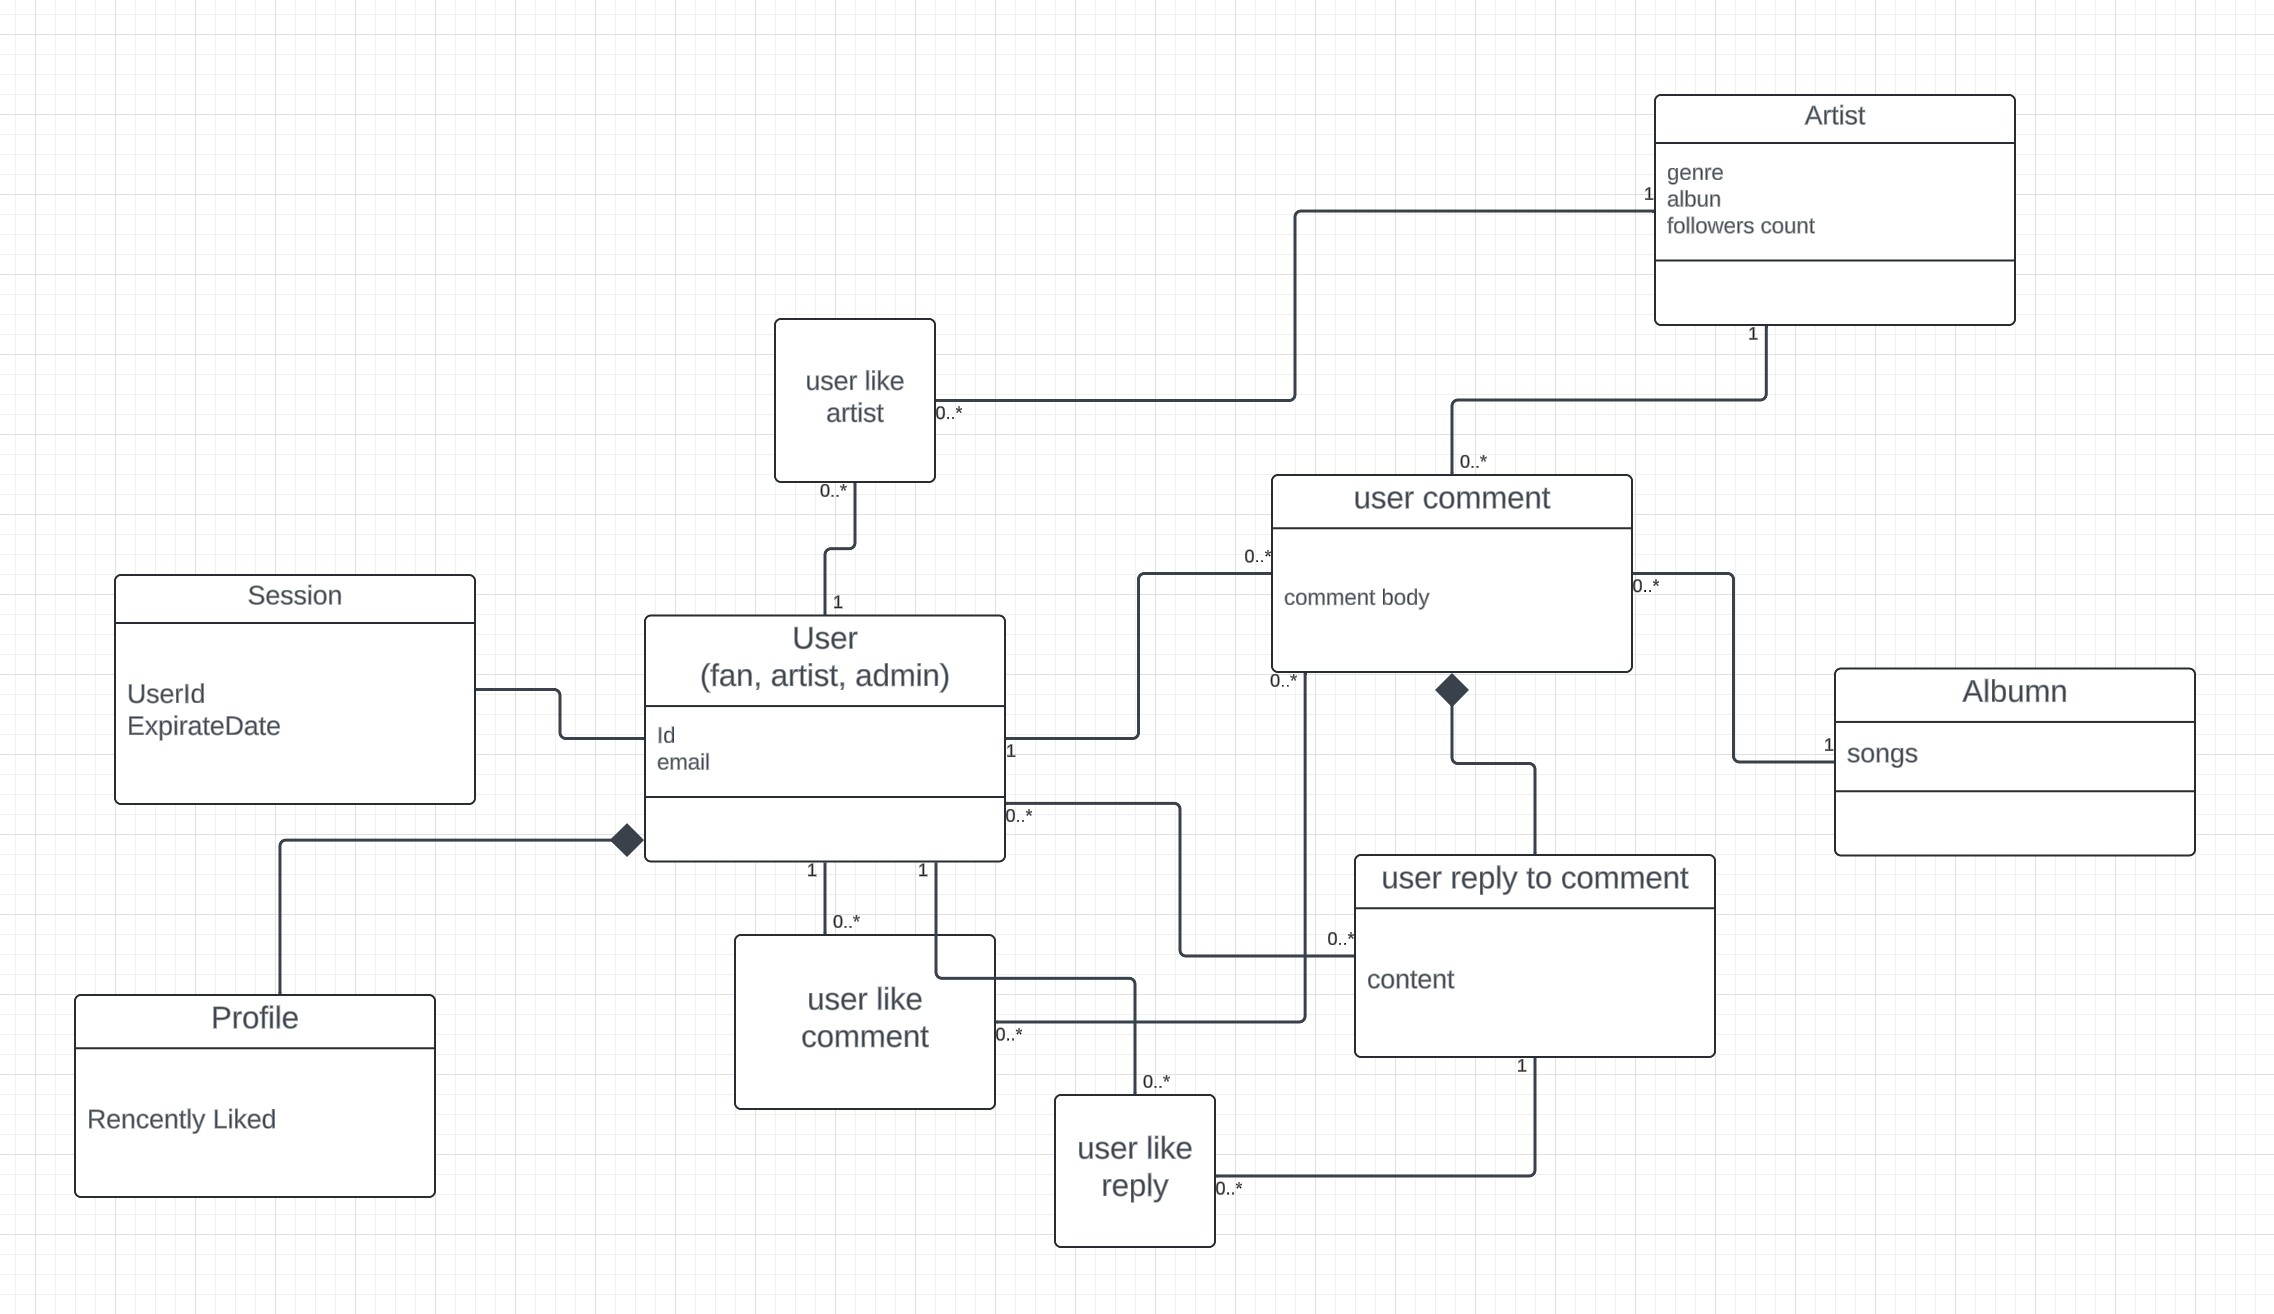 Artist
genre
albun
followers count
1
1
user like
artist
0..*
0..*
user comment
comment body
0..*
0..*
0..*
0..*
Session
UserId
ExpirateDate
User
(fan, artist, admin)
Id
email
1
1
0..*
1
1
Albumn
songs
1
user reply to comment
content
0..*
1
Profile
Rencently Liked
user like
comment
0..*
0..*
user like
reply
0..*
0..*